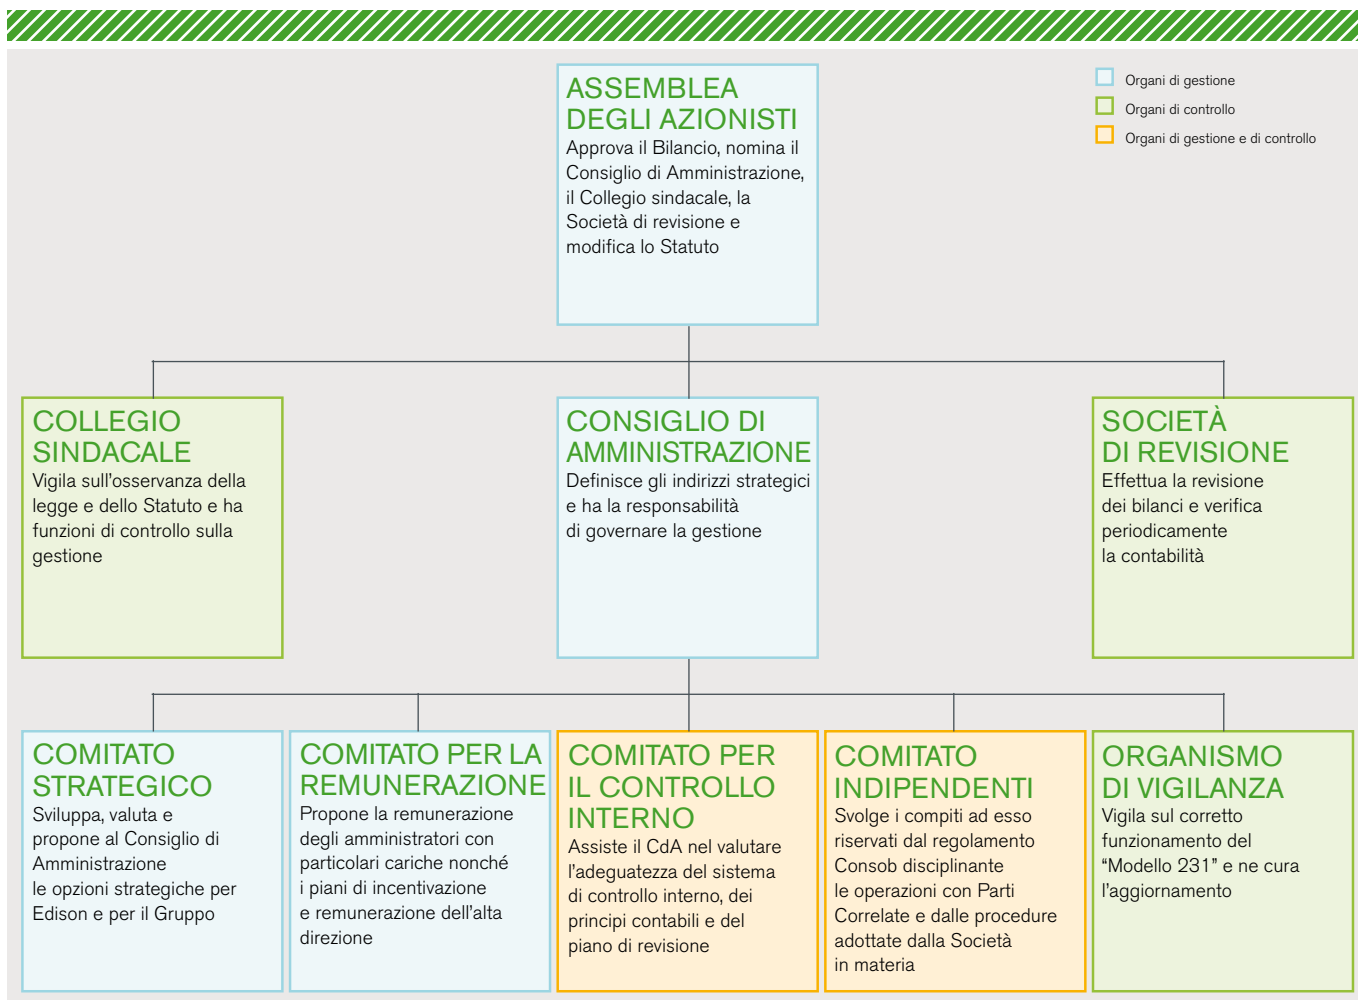 ASSEMBLEA
DEGLI AZIONISTI
Approva il Bilancio, nomina il
Consiglio di Amministrazione,
il Collegio sindacale, la
Società di revisione e
modifica lo Statuto
Organi di gestione
Organi di controllo
Organi di gestione e di controllo
COLLEGIO
SINDACALE
Vigila sull'osservanza della
legge e dello Statuto e ha
funzioni di controllo sulla
gestione
CONSIGLIO DI
AMMINISTRAZIONE
Definisce gli indirizzi strategici
e ha la responsabilità
di governare la gestione
SOCIETÀ
DI REVISIONE
Effettua la revisione
dei bilanci e verifica
periodicamente
la contabilità
COMITATO
STRATEGICO
Sviluppa, valuta e
propone al Consiglio di
Amministrazione
le opzioni strategiche per
Edison e per il Gruppo
COMITATO PER LA
REMUNERAZIONE
Propone la remunerazione
degli amministratori con
particolari cariche nonché
i piani di incentivazione
e remunerazione dell'alta
direzione
COMITATO PER
IL CONTROLLO
INTERNO
Assiste il CdA nel valutare
l'adeguatezza del sistema
di controllo interno, dei
principi contabili e del
piano di revisione
COMITATO
INDIPENDENTI
Svolge i compiti ad esso
riservati dal regolamento
Consob disciplinante
le operazioni con Parti
Correlate e dalle procedure
adottate dalla Società
in materia
ORGANISMO
DI VIGILANZA
Vigila sul corretto
funzionamento del
“Modello 231” e ne cura
l'aggiornamento